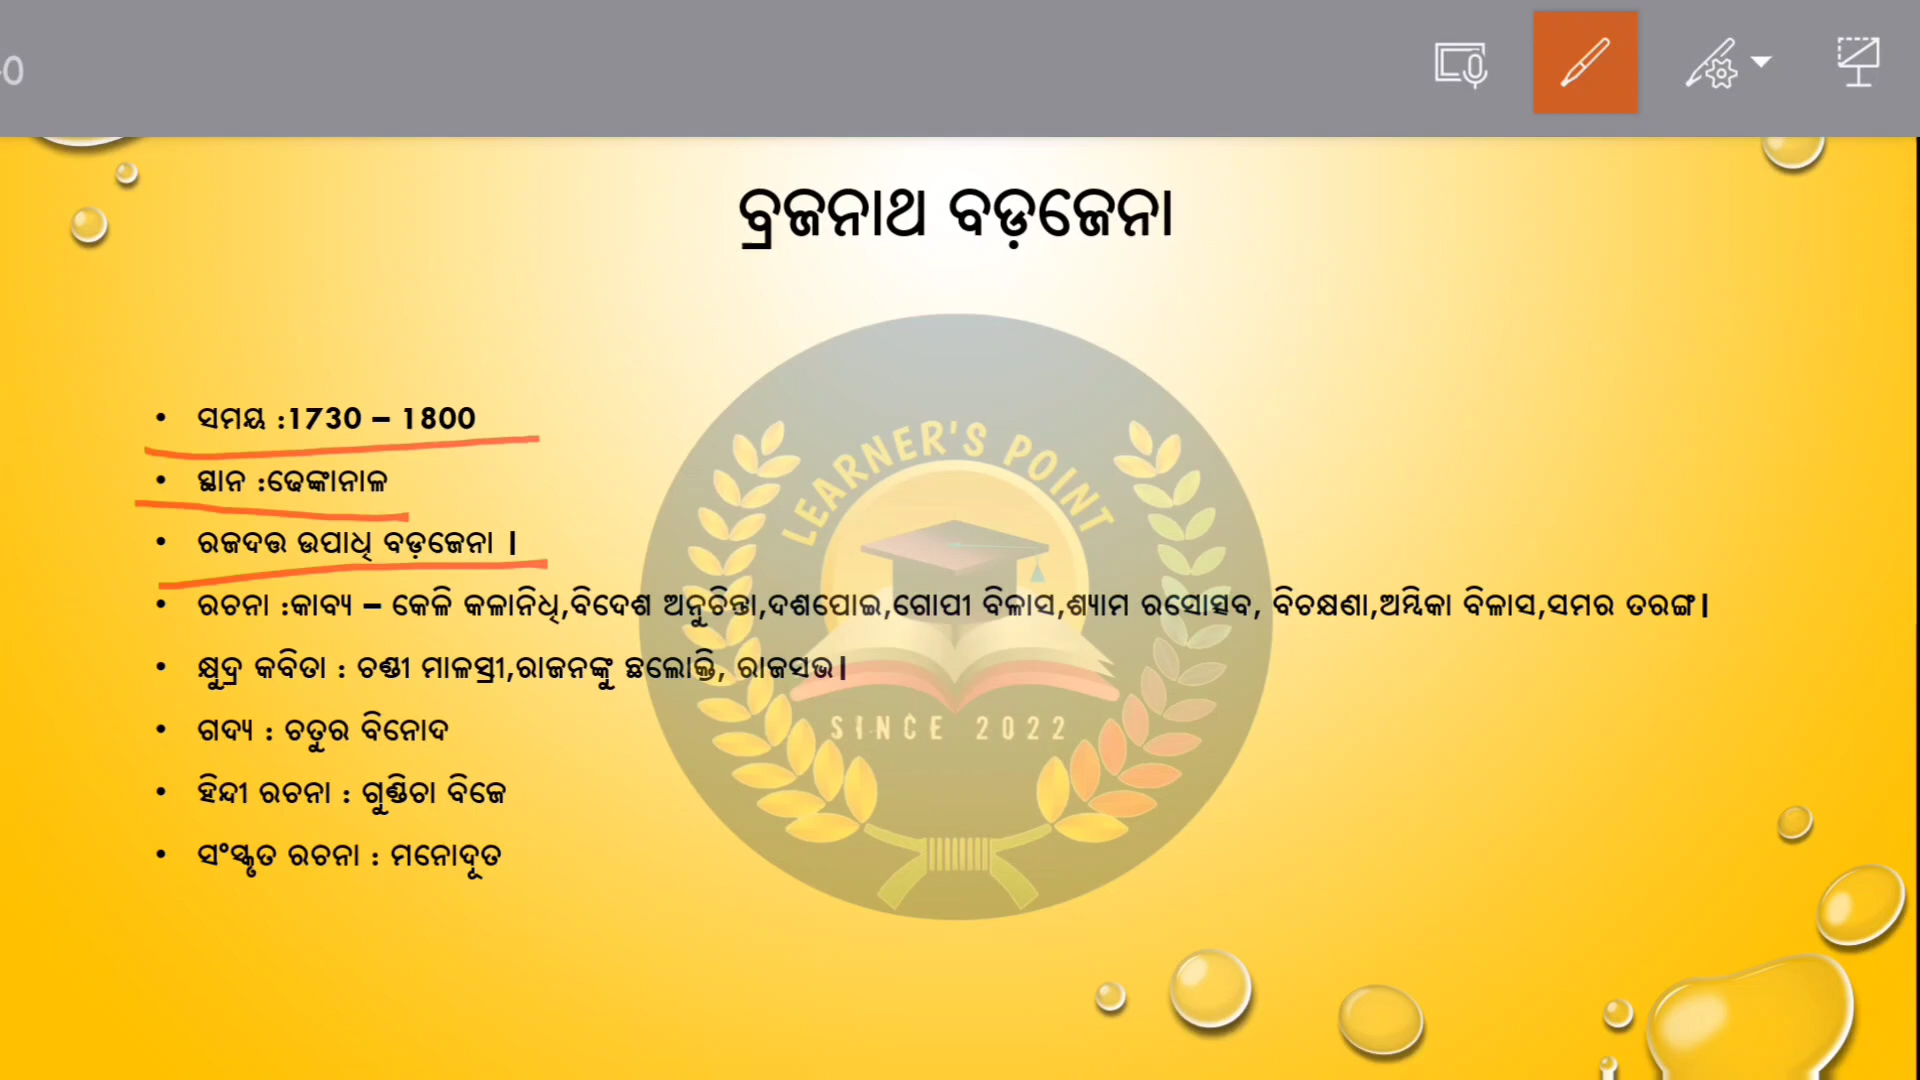 ବ୍ରଜନାଥ ବଡ଼ଜେନା
• ସମୟ :1730 – 1800
• ସ୍ଥାନ :ଢେଙ୍କାନାଳ
• ରଜଦତ୍ତ ଉପାଧି ବଡ଼ଜେନା |
• ରଚନା :କାବ୍ୟ – କେଳି କଳାନିଧି,ବିଦେଶ ଅନୁଚିନ୍ତା,ଦଶପୋଇ,ଗୋପୀ ବିଳାସ,ଶ୍ୟାମ ରସୋତ୍ସବ, ବିଚକ୍ଷଣା,ଅମ୍ଭିକା ବିଳାସ,ସମର ତରଙ୍ଗ|
• କ୍ଷୁଦ୍ର କବିତା : ଚଣ୍ଡୀ ମାଳସ୍ରୀ,ରାଜନଙ୍କୁ ଛଲୋକ୍ତି, ରାଜସଭ|
• ଗଦ୍ୟ : ଚତୁର ବିନୋଦ
• ହିନ୍ଦୀ ରଚନା : ଗୁଣ୍ଡିଚା ବିଜେ
• ସଂସ୍କୃତ ରଚନା : ମନୋଦୂତ
LEARNER'S POINT
SINCE 2022